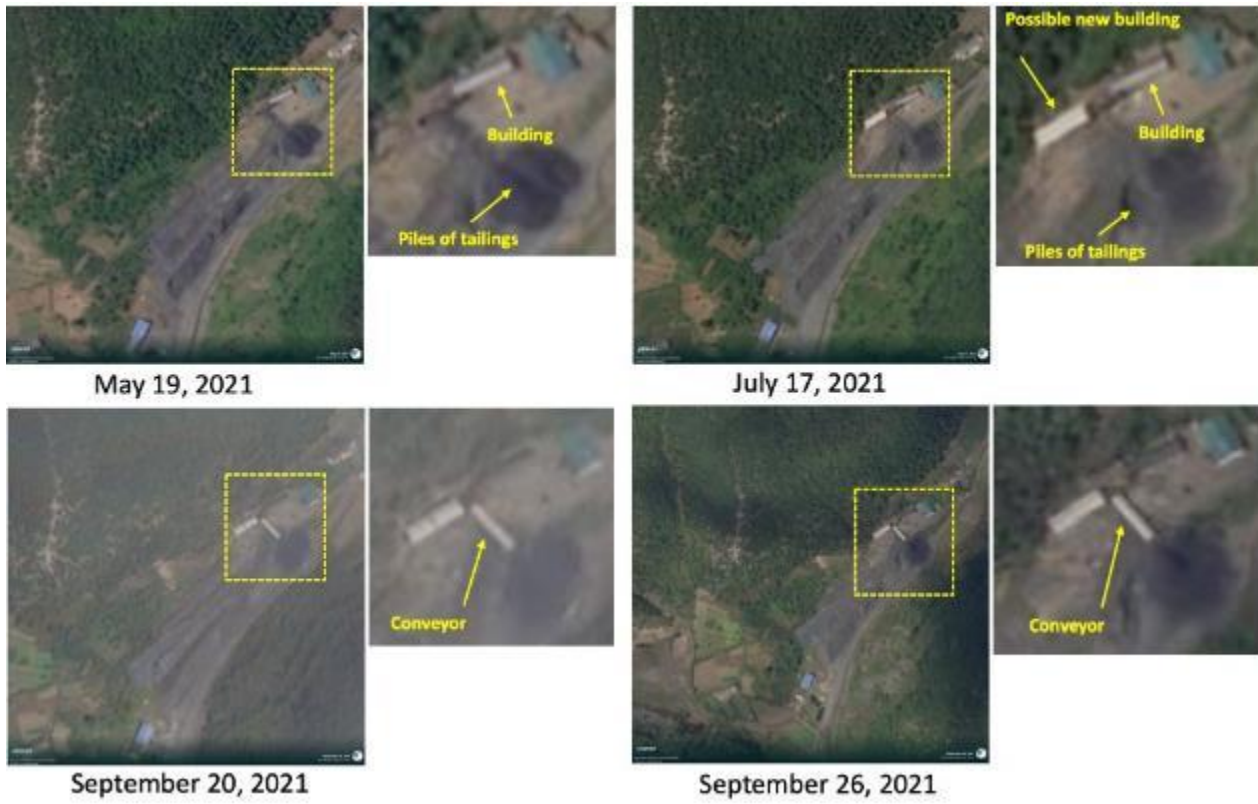 Possible new building
Building
Piles of tailings
Building
Piles of tailings
May 19, 2021
July 17, 2021
Conveyor
Conveyor
September 20, 2021
September 26, 2021